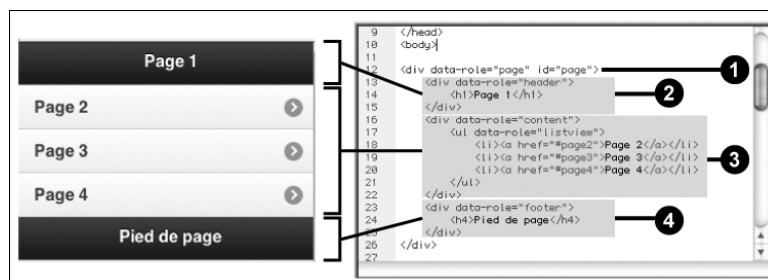 Page 1
Page 2
Page 3
Page 4
Pied de page
9 </head>
10 <body>
11
12 <div data-role="page" id="page">
13 <div data-role="header">
14 <h1>Page 1</h1>
15 </div>
16 <div data-role="content">
17 <ul data-role="listview">
18 <li><a href="#page2">Page 2</a></li>
19 <li><a href="#page3">Page 3</a></li>
20 <li><a href="#page4">Page 4</a></li>
21 </ul>
22 </div>
23 <div data-role="footer">
24 <h4>Pied de page</h4>
25 </div>
26 </div>
27
1
2
3
4